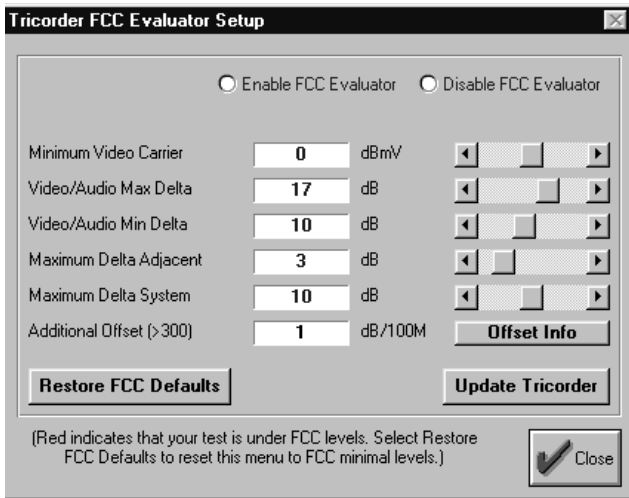 Tricorder FCC Evaluator Setup
Enable FCC Evaluator Disable FCC Evaluator
Minimum Video Carrier 0 dBmV
Video/Audio Max Delta 17 dB
Video/Audio Min Delta 10 dB
Maximum Delta Adjacent 3 dB
Maximum Delta System 10 dB
Additional Offset (>300) 1 dB/100M Offset Info
Restore FCC Defaults Update Tricorder
(Red indicates that your test is under FCC levels. Select Restore
FCC Defaults to reset this menu to FCC minimal levels.)
Close